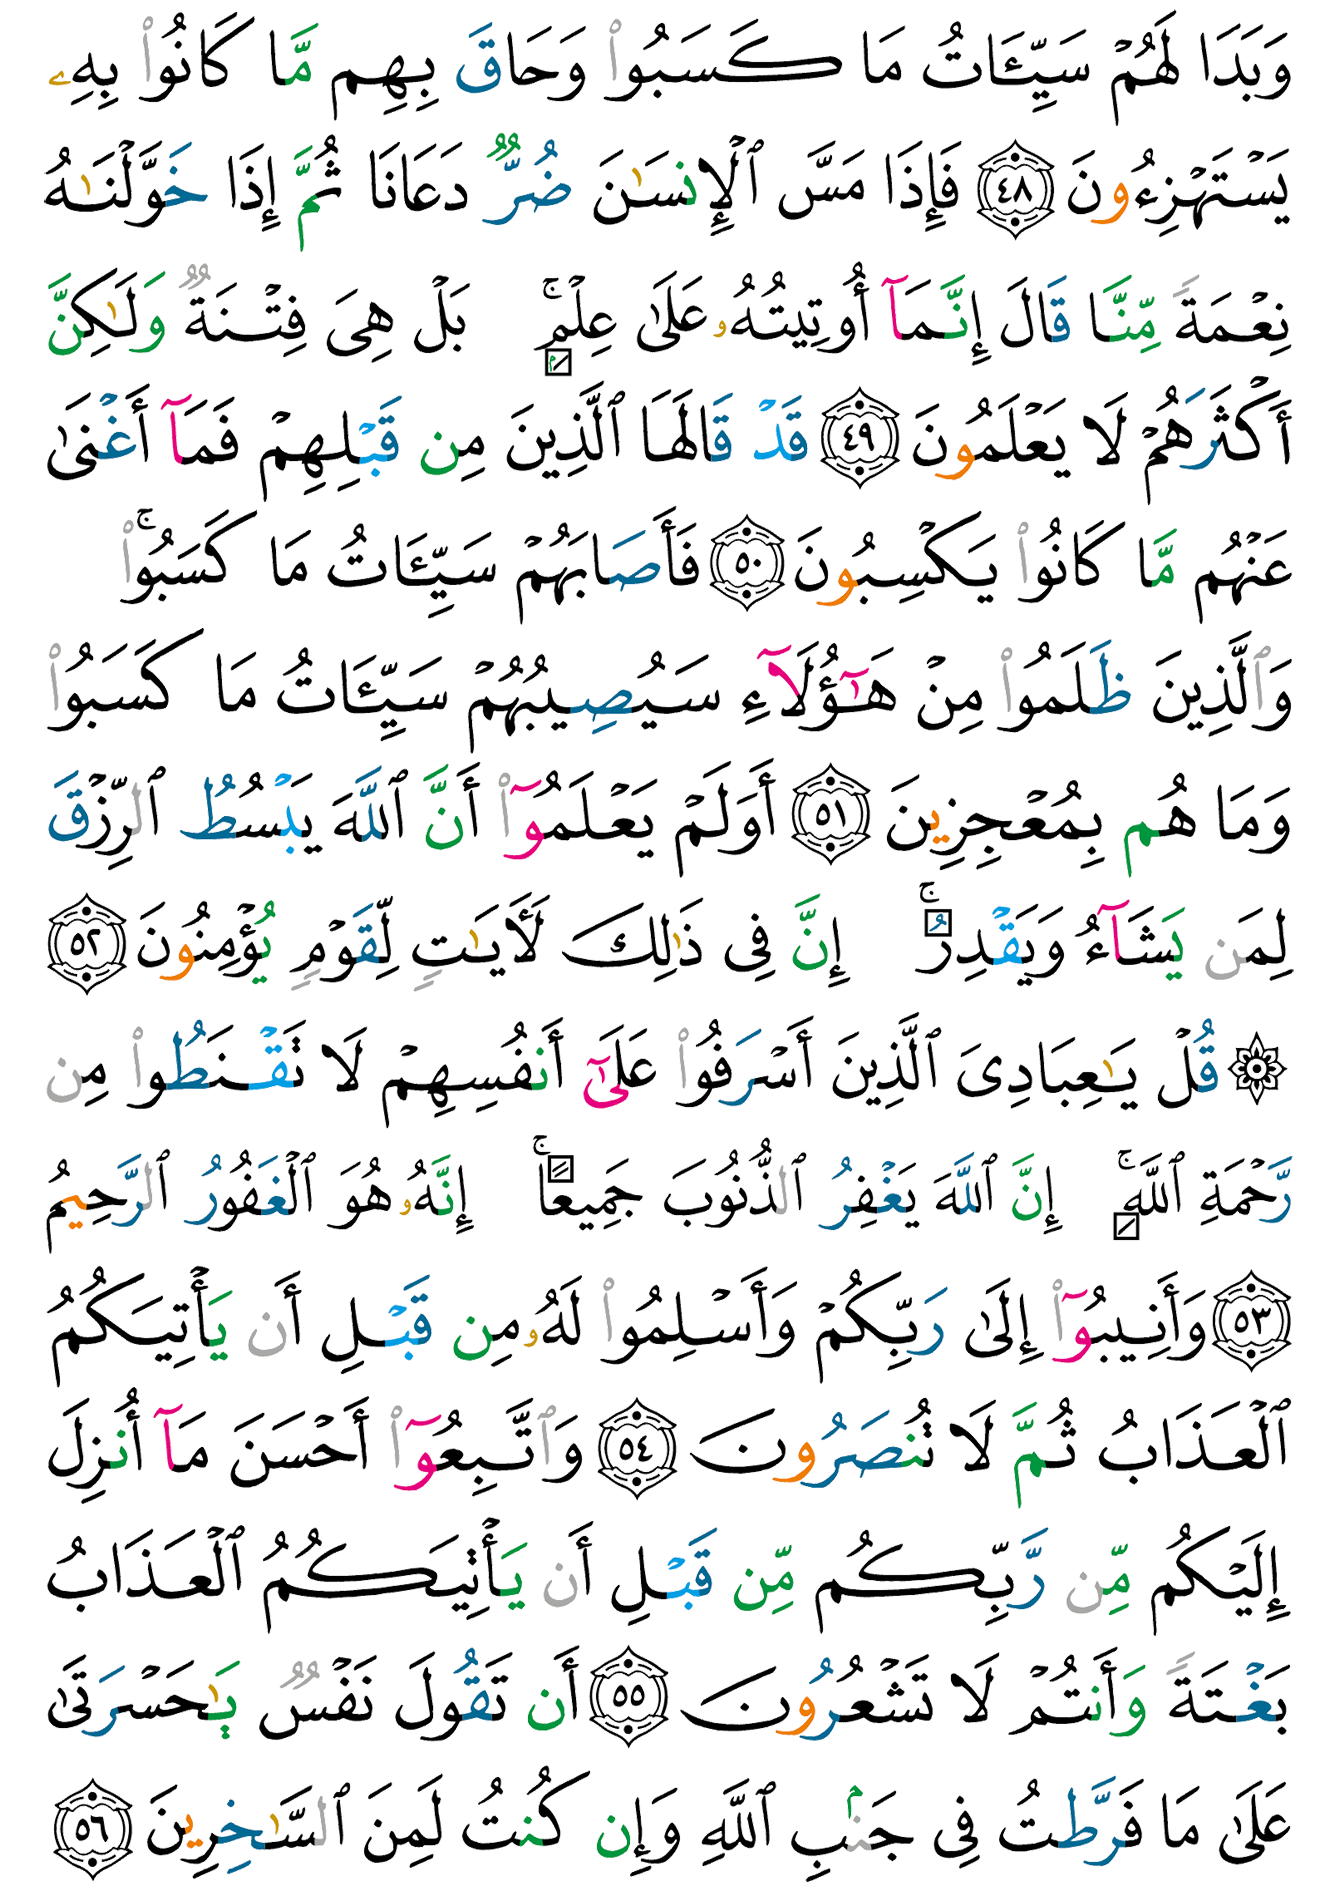 وَبَدَا لَهُمْ سَيِّـَٔاتُ مَا كَسَبُوا۟ وَحَاقَ بِهِم مَّا كَانُوا۟ بِهِۦ
يَسْتَهْزِءُونَ ٤٨ فَإِذَا مَسَّ ٱلْإِنسَـٰنَ ضُرٌّ دَعَانَا ثُمَّ إِذَا خَوَّلْنَـٰهُ
نِعْمَةً مِّنَّا قَالَ إِنَّمَآ أُوتِيتُهُۥ عَلَىٰ عِلْمٍۭ ۚ بَلْ هِىَ فِتْنَةٌ وَلَـٰكِنَّ
أَكْثَرَهُمْ لَا يَعْلَمُونَ ٤٩ قَدْ قَالَهَا ٱلَّذِينَ مِن قَبْلِهِمْ فَمَآ أَغْنَىٰ
عَنْهُم مَّا كَانُوا۟ يَكْسِبُونَ ٥٠ فَأَصَابَهُمْ سَيِّـَٔاتُ مَا كَسَبُوا۟ ۚ
وَٱلَّذِينَ ظَلَمُوا۟ مِنْ هَـٰٓؤُلَآءِ سَيُصِيبُهُمْ سَيِّـَٔاتُ مَا كَسَبُوا۟
وَمَا هُم بِمُعْجِزِينَ ٥١ أَوَلَمْ يَعْلَمُوٓا۟ أَنَّ ٱللَّهَ يَبْسُطُ ٱلرِّزْقَ
لِمَن يَشَآءُ وَيَقْدِرُ ۚ إِنَّ فِى ذَٰلِكَ لَـَٔايَـٰتٍ لِّقَوْمٍ يُؤْمِنُونَ ٥٢
۞ قُلْ يَـٰعِبَادِىَ ٱلَّذِينَ أَسْرَفُوا۟ عَلَىٰٓ أَنفُسِهِمْ لَا تَقْنَطُوا۟ مِن
رَّحْمَةِ ٱللَّهِ ۚ إِنَّ ٱللَّهَ يَغْفِرُ ٱلذُّنُوبَ جَمِيعًا ۚ إِنَّهُۥ هُوَ ٱلْغَفُورُ ٱلرَّحِيمُ
٥٣ وَأَنِيبُوٓا۟ إِلَىٰ رَبِّكُمْ وَأَسْلِمُوا۟ لَهُۥ مِن قَبْلِ أَن يَأْتِيَكُمُ
ٱلْعَذَابُ ثُمَّ لَا تُنصَرُونَ ٥٤ وَٱتَّبِعُوٓا۟ أَحْسَنَ مَآ أُنزِلَ
إِلَيْكُم مِّن رَّبِّكُم مِّن قَبْلِ أَن يَأْتِيَكُمُ ٱلْعَذَابُ
بَغْتَةً وَأَنتُمْ لَا تَشْعُرُونَ ٥٥ أَن تَقُولَ نَفْسٌ يَـٰحَسْرَتَىٰ
عَلَىٰ مَا فَرَّطتُ فِى جَنۢبِ ٱللَّهِ وَإِن كُنتُ لَمِنَ ٱلسَّـٰخِرِينَ ٥٦